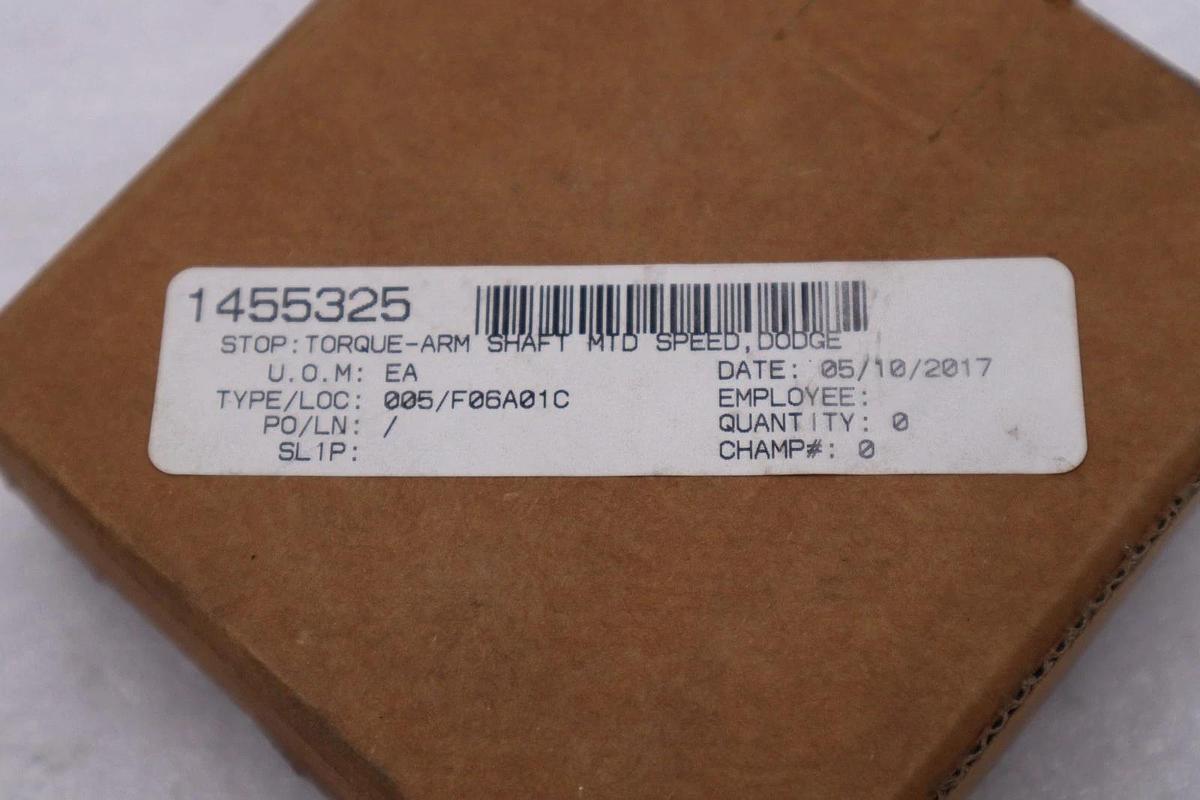 1455325
STOP:TORQUE-ARM SHAFT MTD SPEED,DODGE
U.O.M: EA DATE: 05/10/2017
TYPE/LOC: 005/F06A01C EMPLOYEE:
PO/LN: / QUANTITY: 0
SL1P: CHAMP#: 0